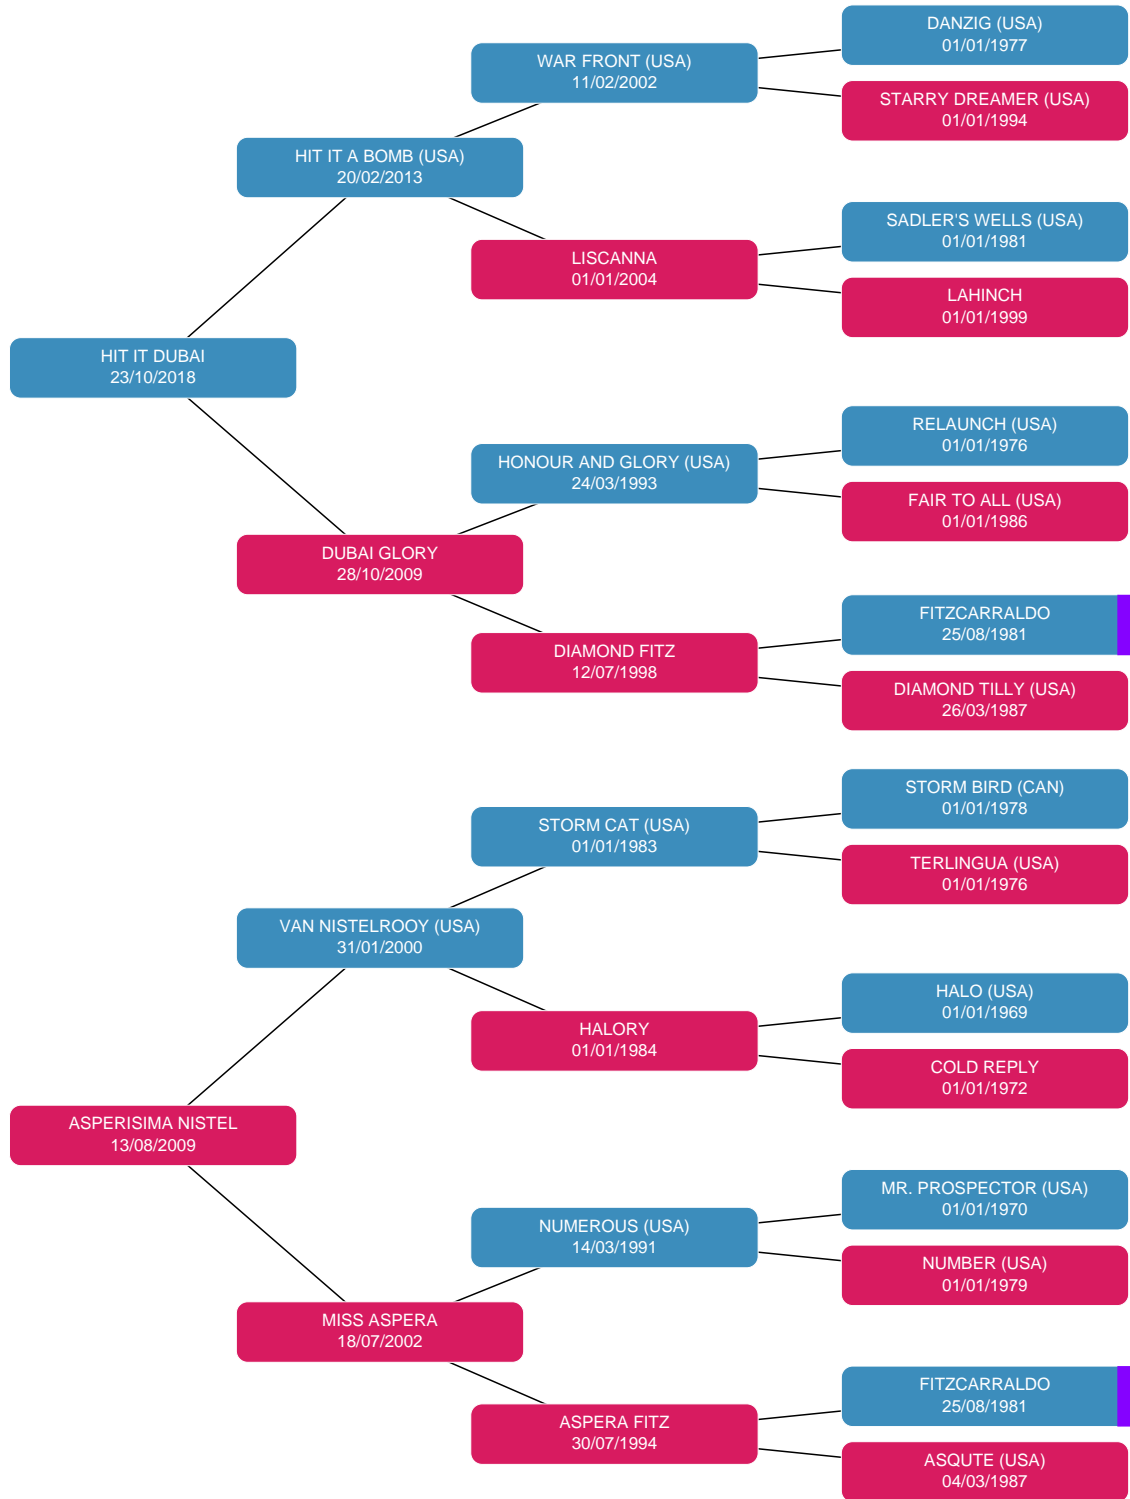 DANZIG (USA)
01/01/1977
WAR FRONT (USA)
11/02/2002
STARRY DREAMER (USA)
01/01/1994
HIT IT A BOMB (USA)
20/02/2013
SADLER'S WELLS (USA)
01/01/1981
LISCANNA
01/01/2004
LAHINCH
01/01/1999
HIT IT DUBAI
23/10/2018
RELAUNCH (USA)
01/01/1976
HONOUR AND GLORY (USA)
24/03/1993
FAIR TO ALL (USA)
01/01/1986
DUBAI GLORY
28/10/2009
FITZCARRALDO
25/08/1981
DIAMOND FITZ
12/07/1998
DIAMOND TILLY (USA)
26/03/1987
STORM BIRD (CAN)
01/01/1978
STORM CAT (USA)
01/01/1983
TERLINGUA (USA)
01/01/1976
VAN NISTELROOY (USA)
31/01/2000
HALO (USA)
01/01/1969
HALORY
01/01/1984
COLD REPLY
01/01/1972
ASPERISIMA NISTEL
13/08/2009
MR. PROSPECTOR (USA)
01/01/1970
NUMEROUS (USA)
14/03/1991
NUMBER (USA)
01/01/1979
MISS ASPERA
18/07/2002
FITZCARRALDO
25/08/1981
ASPERA FITZ
30/07/1994
ASQUTE (USA)
04/03/1987